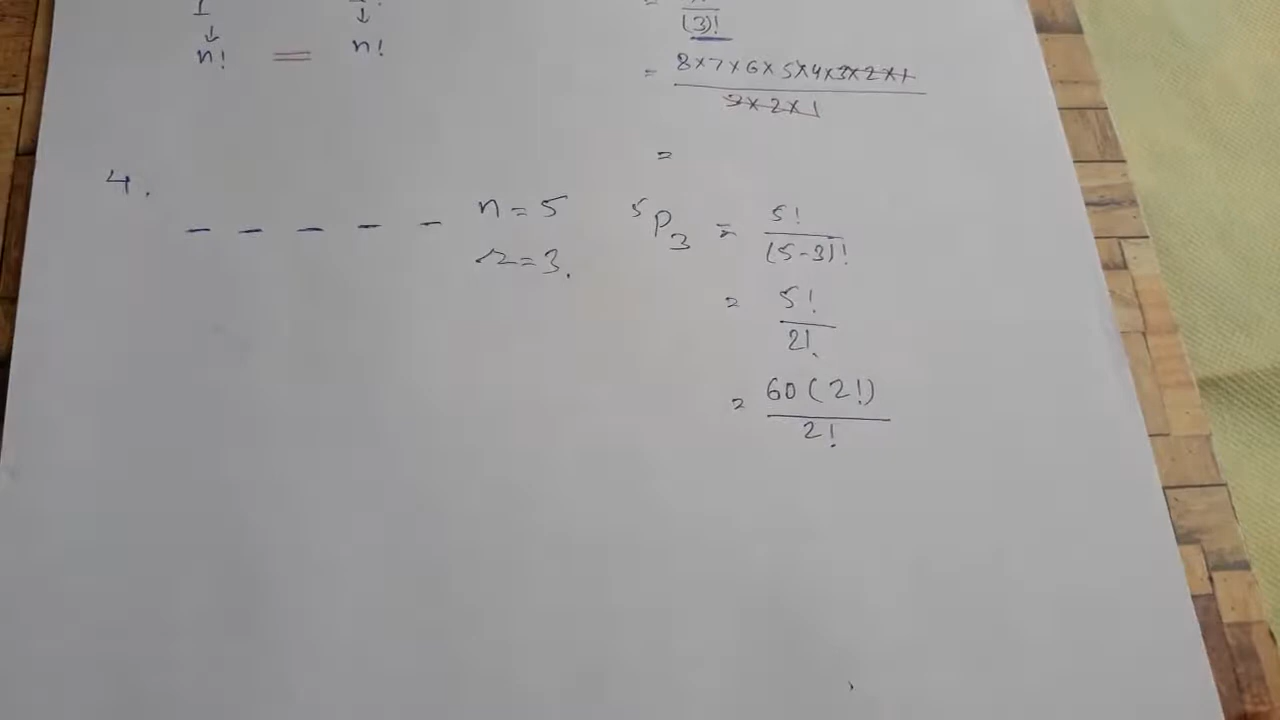 n! = n!
(3)!
= 8×7×6×5×4×3×2×1
3×2×1
=
4.
_ _ _ _ _ n=5
r=3.
⁵P₃ = 5!
(5-3)!
= 5!
2!
= 60(2!)
2!